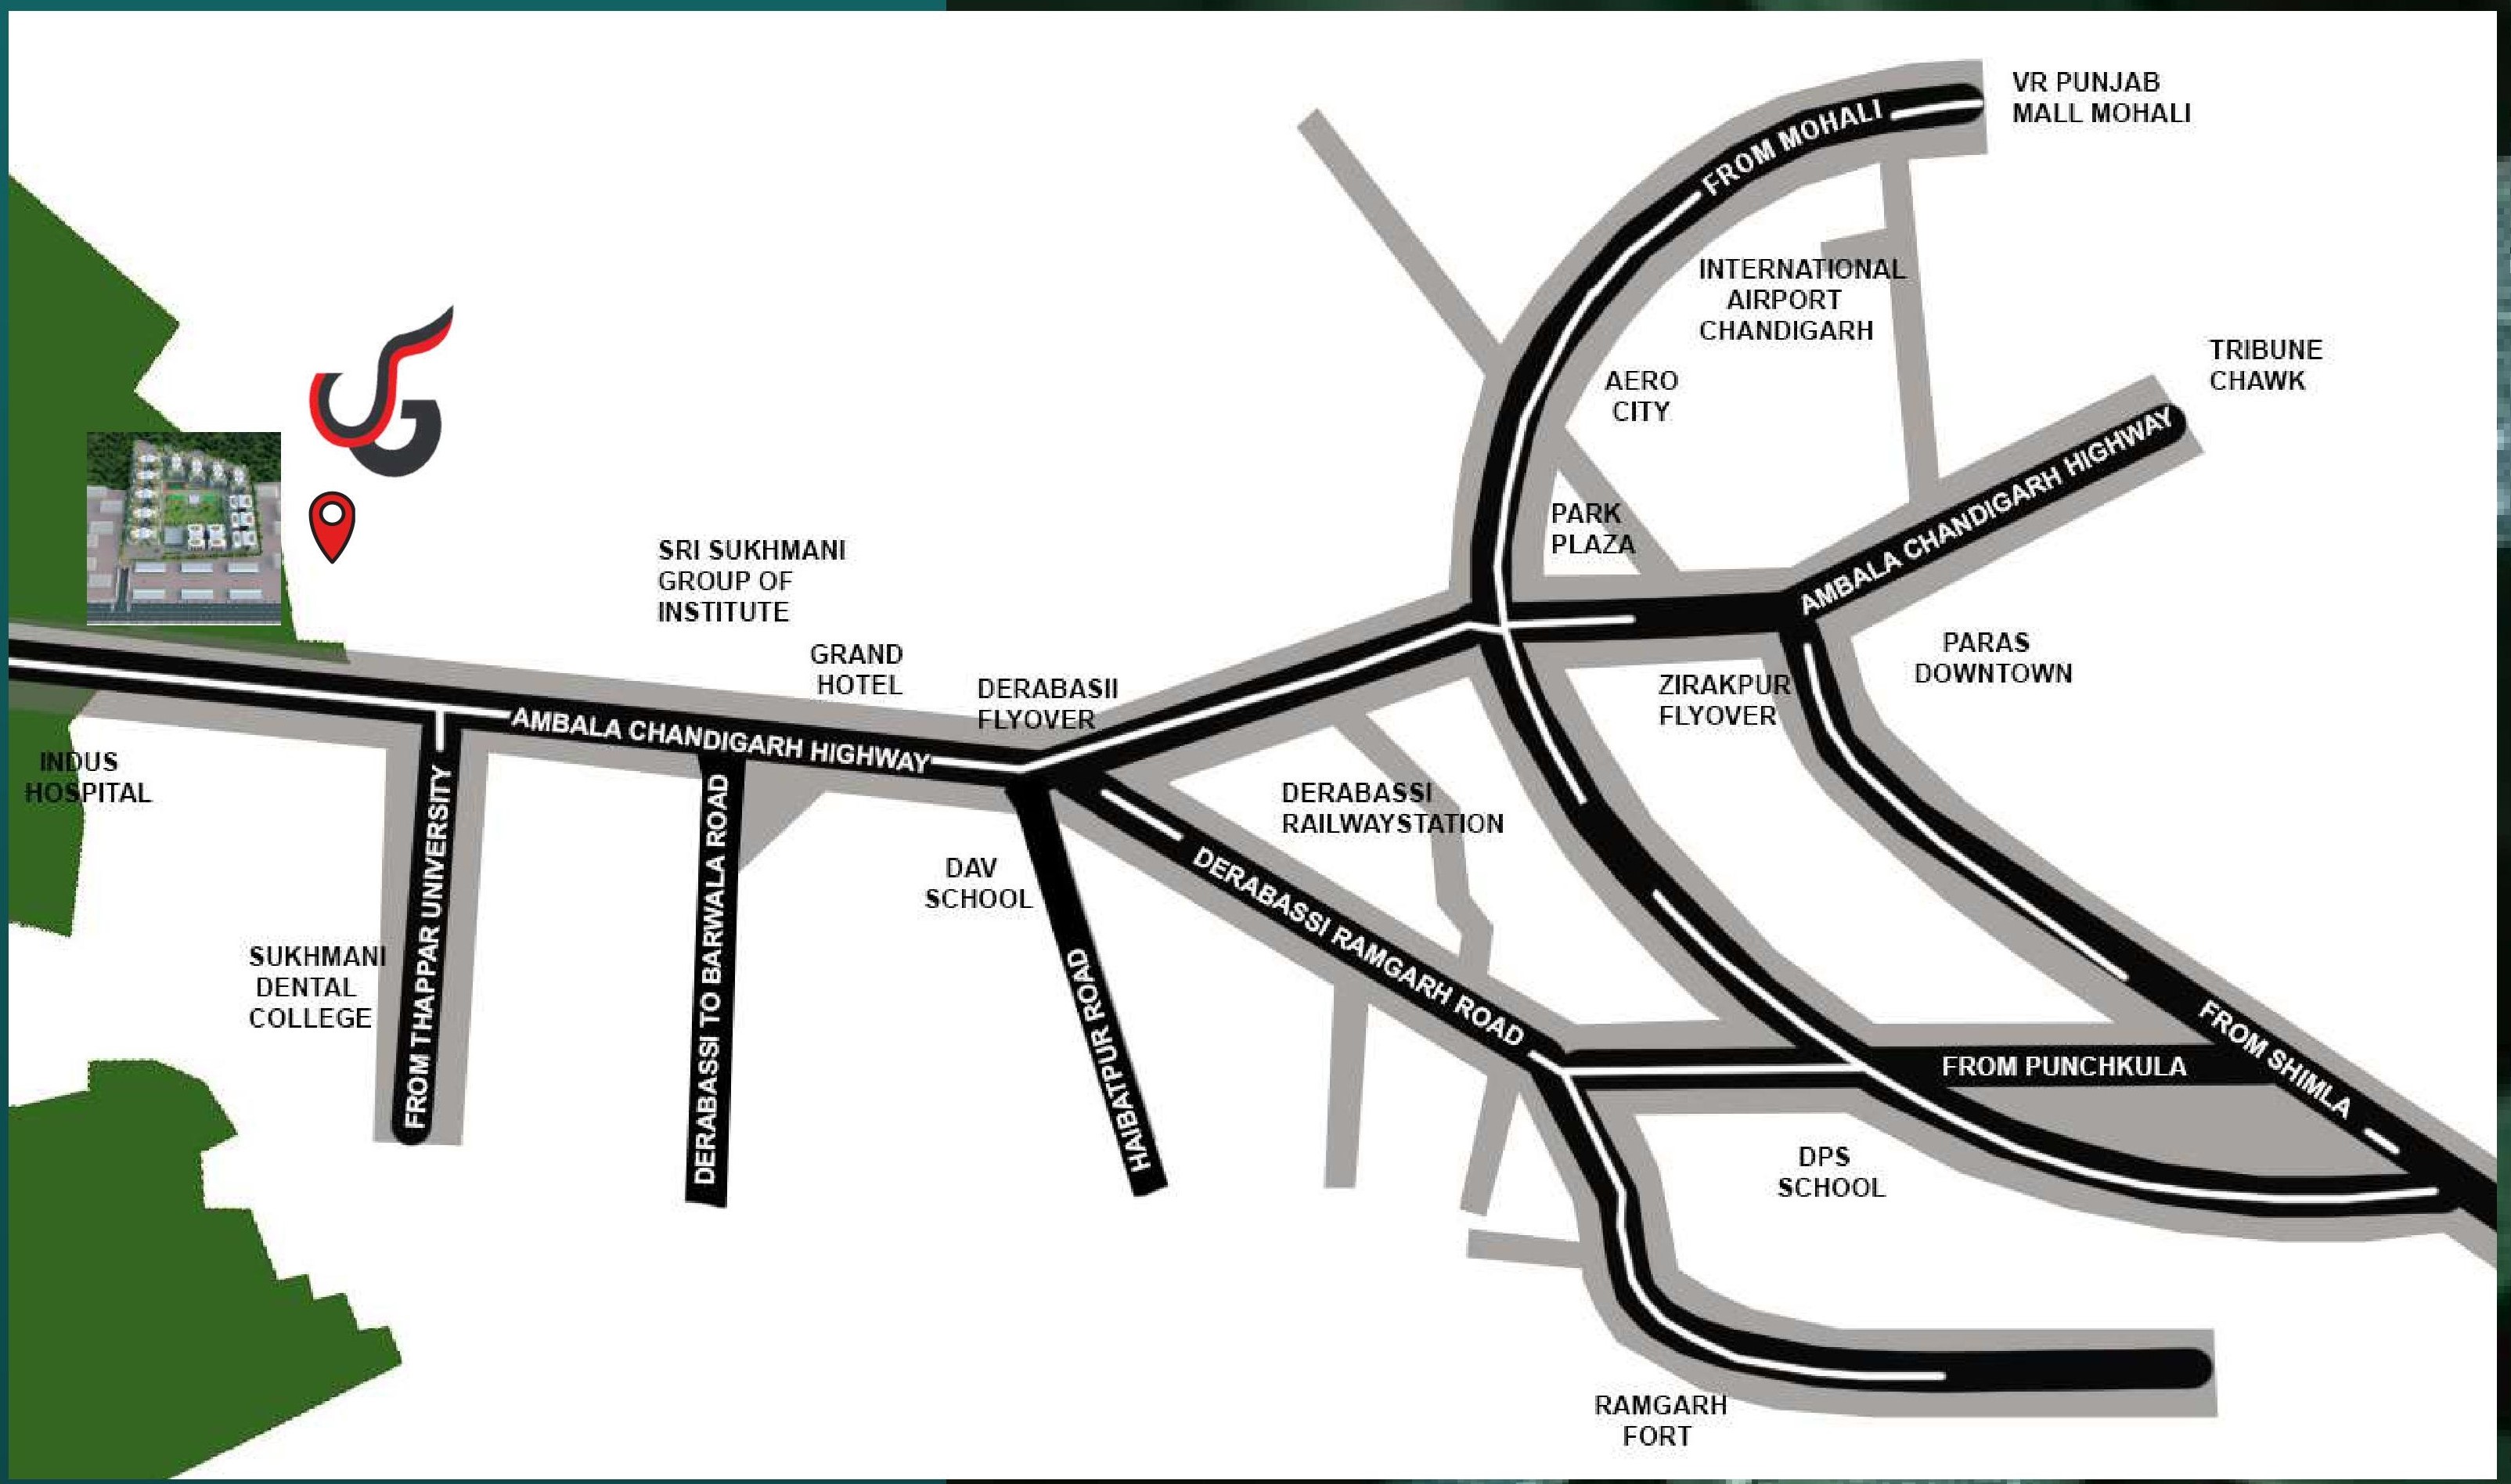 VR PUNJAB
MALL MOHALI
FROM MOHALI
INTERNATIONAL
AIRPORT
CHANDIGARH
TRIBUNE
CHAWK
AERO
CITY
AMBALA CHANDIGARH HIGHWAY
PARK
PLAZA
SRI SUKHMANI
GROUP OF
INSTITUTE
GRAND
HOTEL
DERABASII
FLYOVER
PARAS
DOWNTOWN
ZIRAKPUR
FLYOVER
AMBALA CHANDIGARH HIGHWAY
INDUS
HOSPITAL
DERABASSI
RAILWAYSTATION
DAV
SCHOOL
FROM THAPPAR UNIVERSITY
DERABASSI TO BARWALA ROAD
DERABASSI RAMGARH ROAD
SUKHMANI
DENTAL
COLLEGE
HAIBATPUR ROAD
FROM PUNCHKULA
FROM SHIMLA
DPS
SCHOOL
RAMGARH
FORT